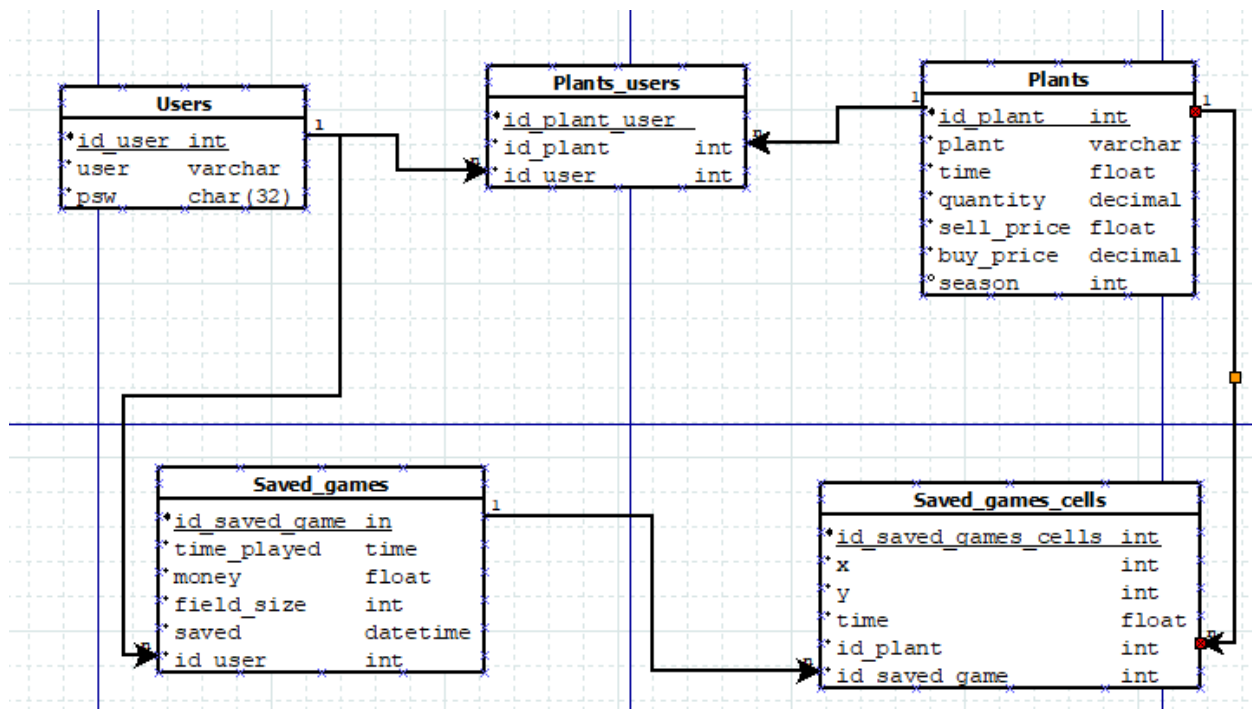 Users
1
id_user int
user varchar
psw char(32)
Plants_users
id_plant_user
id_plant int
n
id_user int
n
Plants
1
1
id_plant int
plant varchar
time float
quantity decimal
sell_price float
buy_price decimal
season int
Saved_games
1
id_saved_game in
time_played time
money float
field_size int
saved datetime
n
id_user int
Saved_games_cells
id_saved_games_cells int
x int
y int
time float
n
id_plant int
n
id_saved_game int